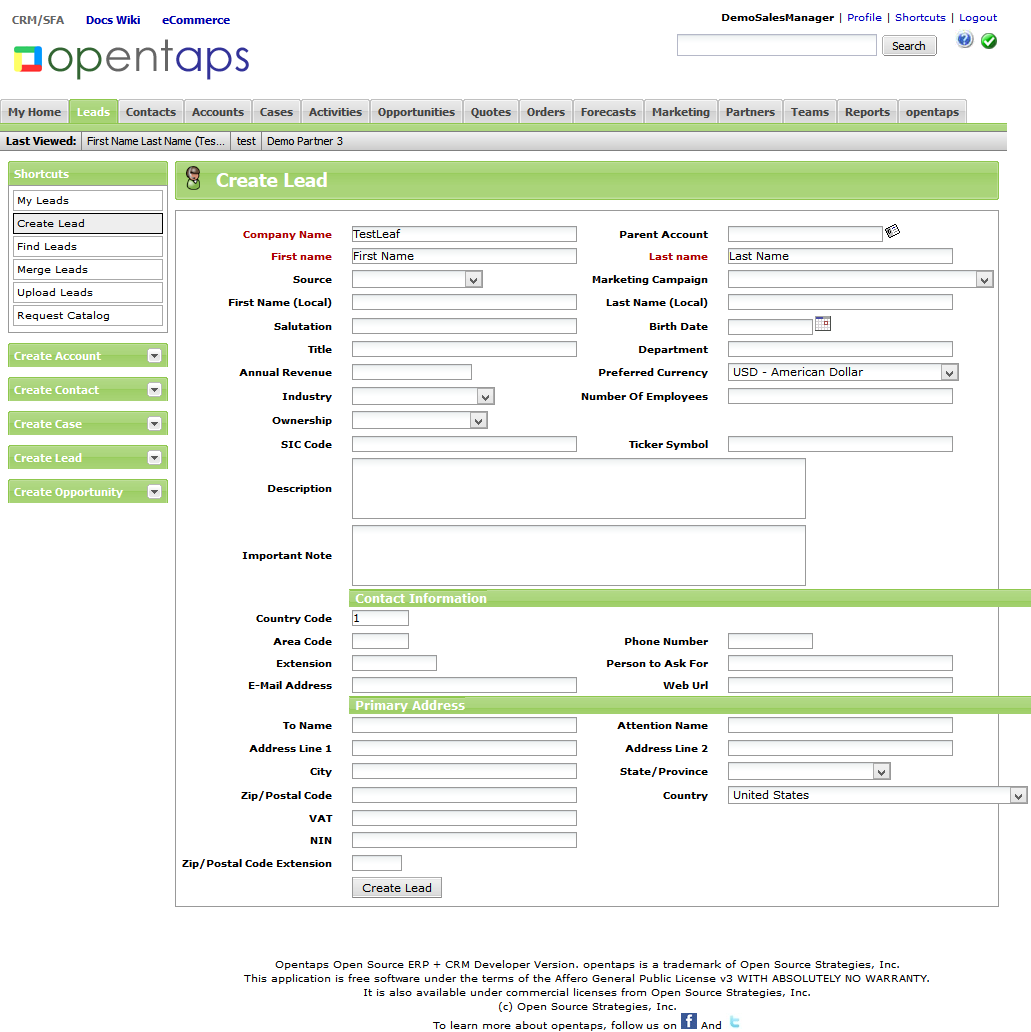 CRM/SFA Docs Wiki eCommerce
DemoSalesManager | Profile | Shortcuts | Logout
opentaps
Search
My Home Leads Contacts Accounts Cases Activities Opportunities Quotes Orders Forecasts Marketing Partners Teams Reports opentaps
Last Viewed: First Name Last Name (Tes... test Demo Partner 3
Shortcuts
My Leads
Create Lead
Find Leads
Merge Leads
Upload Leads
Request Catalog
Create Account
Create Contact
Create Case
Create Lead
Create Opportunity
Create Lead
Company Name TestLeaf Parent Account
First name First Name Last name Last Name
Source Marketing Campaign
First Name (Local) Last Name (Local)
Salutation Birth Date
Title Department
Annual Revenue Preferred Currency USD - American Dollar
Industry Number Of Employees
Ownership
SIC Code Ticker Symbol
Description
Important Note
Contact Information
Country Code 1
Area Code Phone Number
Extension Person to Ask For
E-Mail Address Web Url
Primary Address
To Name Attention Name
Address Line 1 Address Line 2
City State/Province
Zip/Postal Code Country United States
VAT
NIN
Zip/Postal Code Extension
Create Lead
Opentaps Open Source ERP + CRM Developer Version. opentaps is a trademark of Open Source Strategies, Inc.
This application is free software under the terms of the Affero General Public License v3 WITH ABSOLUTELY NO WARRANTY.
It is also available under commercial licenses from Open Source Strategies, Inc.
(c) Open Source Strategies, Inc.
To learn more about opentaps, follow us on f And t